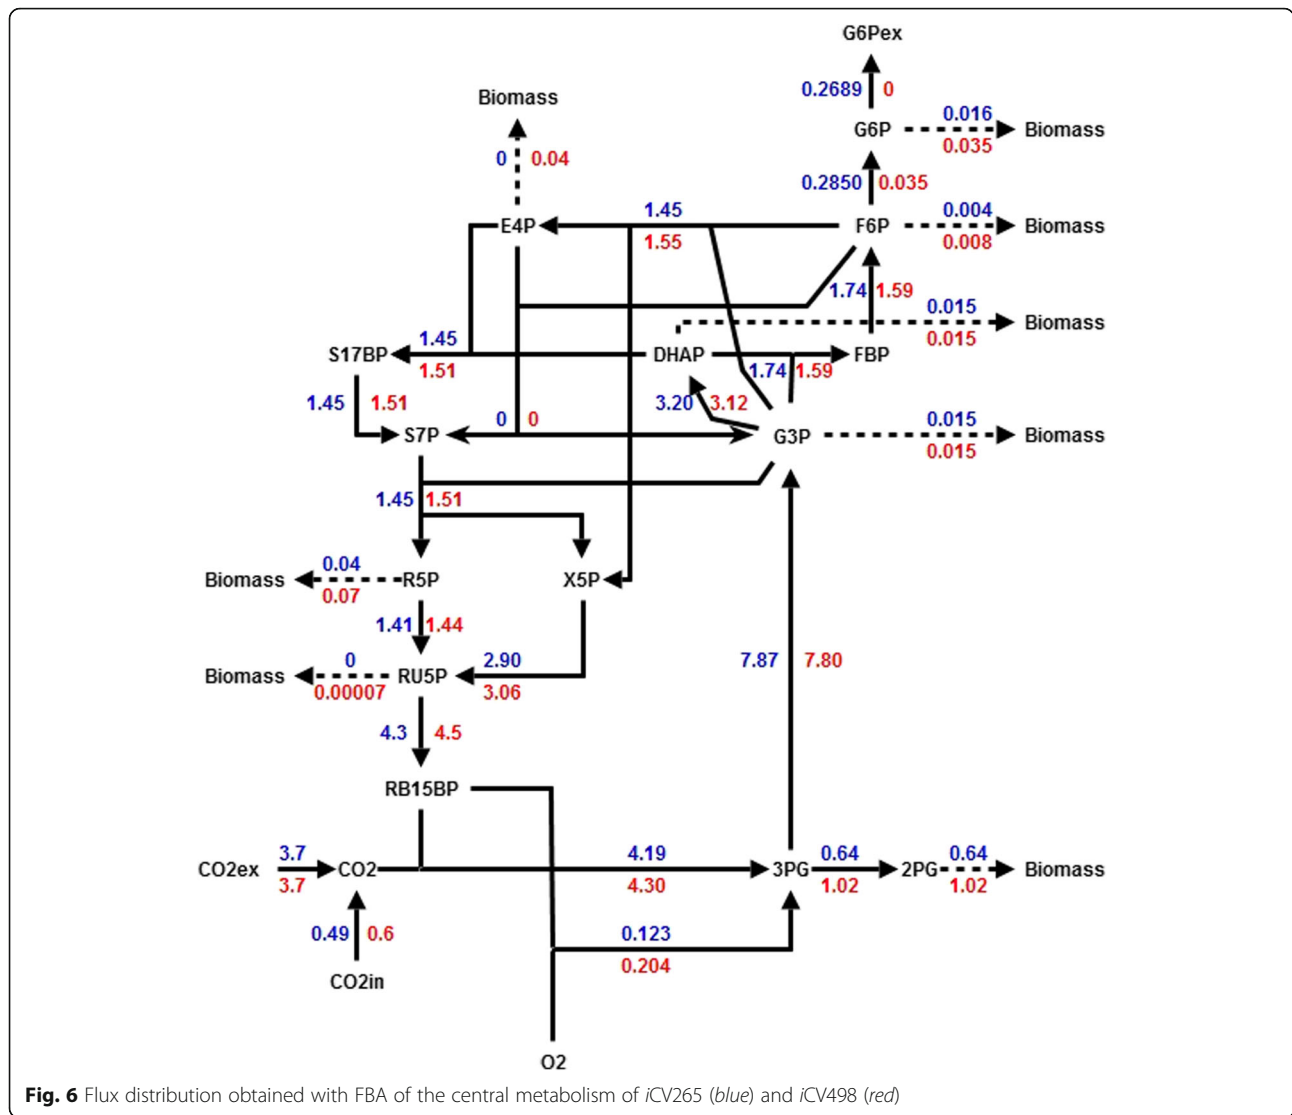 G6Pex
0.2689 0
Biomass
0.016
G6P Biomass
0.035
0 0.04
0.2850 0.035
1.45 0.004
E4P F6P Biomass
1.55 0.008
1.74 1.59
0.015
Biomass
0.015
1.45
S17BP DHAP FBP
1.51
1.74 1.59
1.45 1.51
3.20 3.12
0 0
0.015
S7P G3P Biomass
0.015
1.45 1.51
0.04
Biomass R5P X5P
0.07
1.41 1.44
0 2.90
Biomass RU5P
0.00007 3.06
7.87 7.80
4.3 4.5
RB15BP
3.7 4.19 0.64 0.64
CO2ex CO2 3PG 2PG Biomass
3.7 4.30 1.02 1.02
0.49 0.6
0.123
0.204
CO2in
O2
Fig. 6 Flux distribution obtained with FBA of the central metabolism of iCV265 (blue) and iCV498 (red)